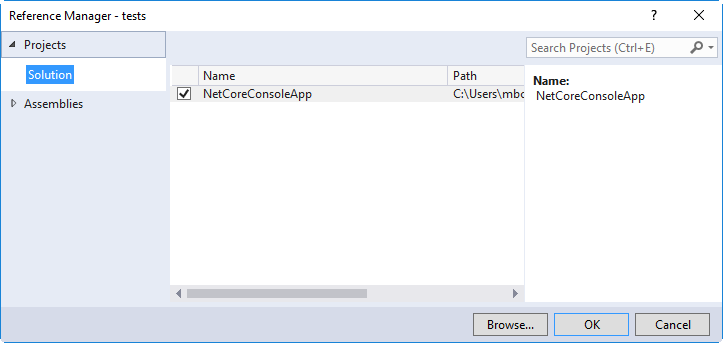 Reference Manager - tests
?
Projects
Search Projects (Ctrl+E)
Solution
Name Path
Name:
NetCoreConsoleApp C:\Users\mbc
NetCoreConsoleApp
Assemblies
Browse... OK Cancel